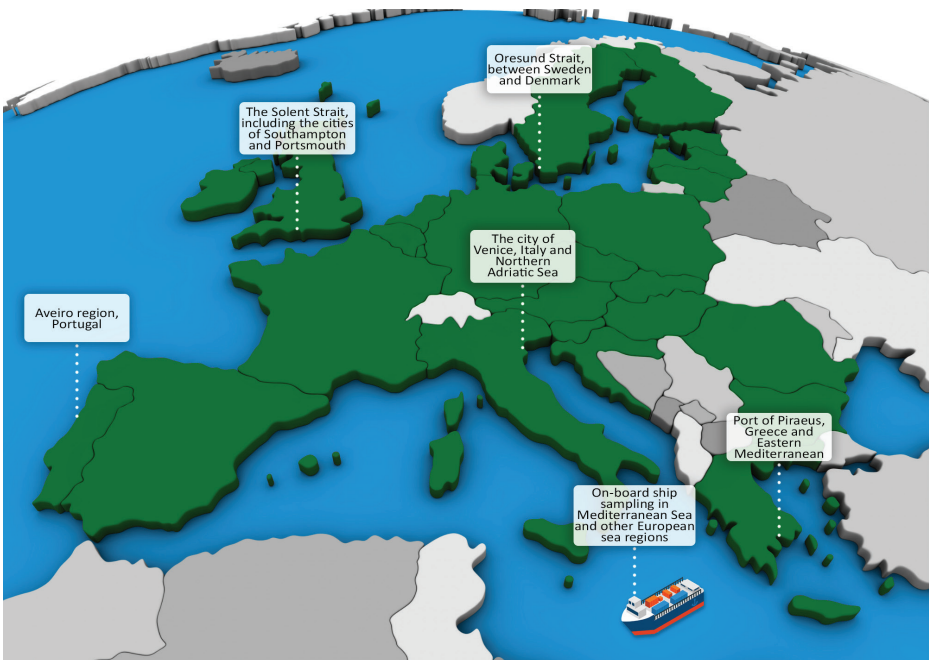 Oresund Strait,
between Sweden
and Denmark
The Solent Strait,
including the cities
of Southampton
and Portsmouth
The city of
Venice, Italy and
Northern
Adriatic Sea
Aveiro region,
Portugal
Port of Piraeus,
Greece and
Eastern
Mediterranean
On-board ship
sampling in
Mediterranean Sea
and other European
sea regions